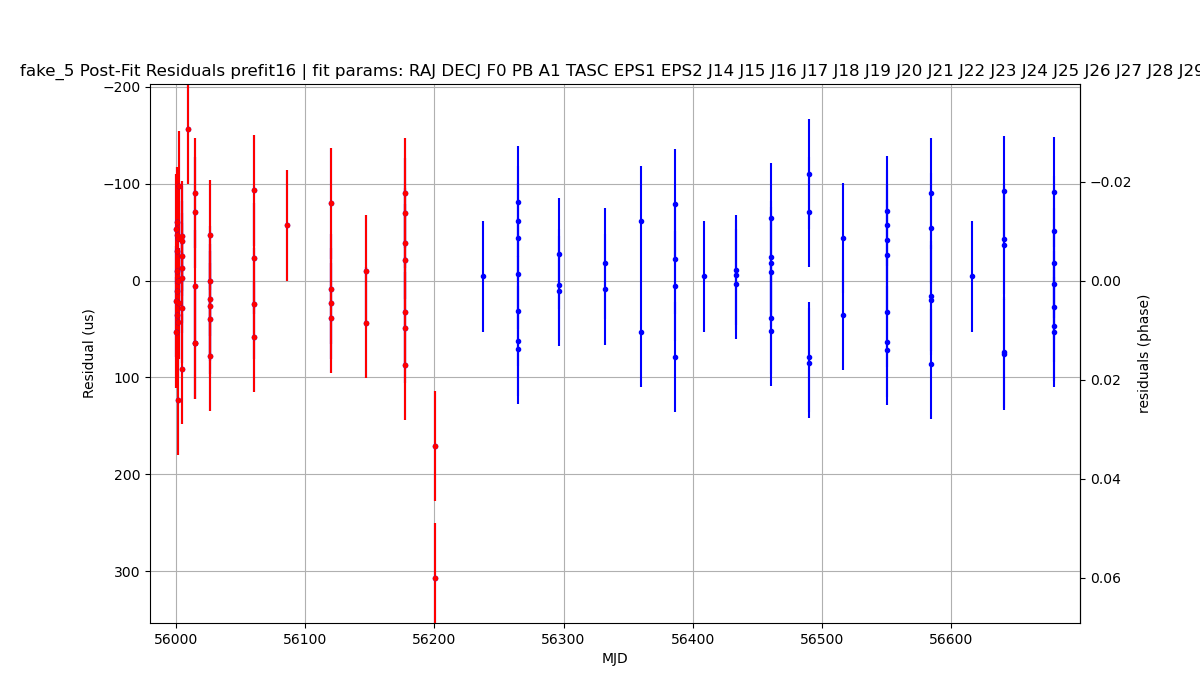 fake_5 Post-Fit Residuals prefit16 | fit params: RAJ DECJ F0 PB A1 TASC EPS1 EPS2 J14 J15 J16 J17 J18 J19 J20 J21 J22 J23 J24 J25 J26 J27 J28 J29
−200
−100
0
100
200
300
Residual (us)
−0.02
0.00
0.02
0.04
0.06
residuals (phase)
56000 56100 56200 56300 56400 56500 56600
MJD